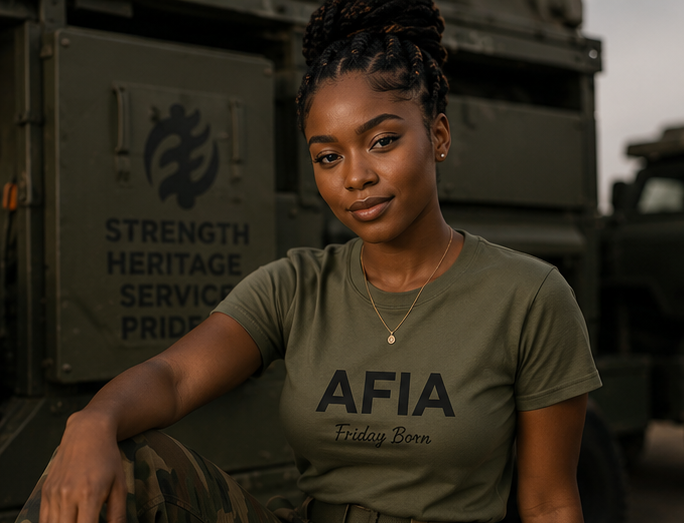 STRENGTH
HERITAGE
SERVICE
PRIDE
AFIA
Friday Born